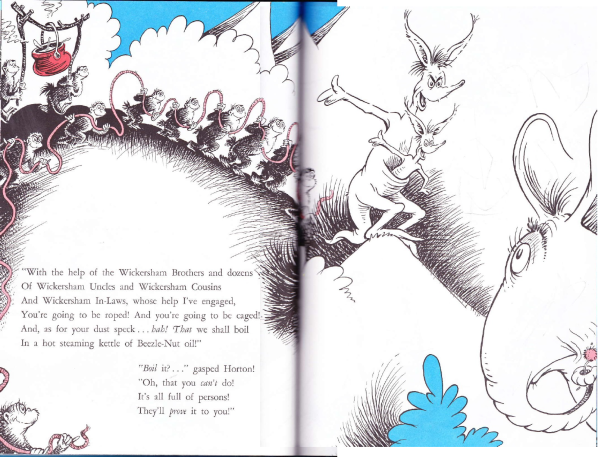 "With the help of the Wickersham Brothers and dozens
Of Wickersham Uncles and Wickersham Cousins
And Wickersham In-Laws, whose help I've engaged,
You're going to be roped! And you're going to be caged!
And, as for your dust speck...hah! That we shall boil
In a hot steaming kettle of Beezle-Nut oil!"
"Boil it?..." gasped Horton!
"Oh, that you can't do!
It's all full of persons!
They'll prove it to you!"